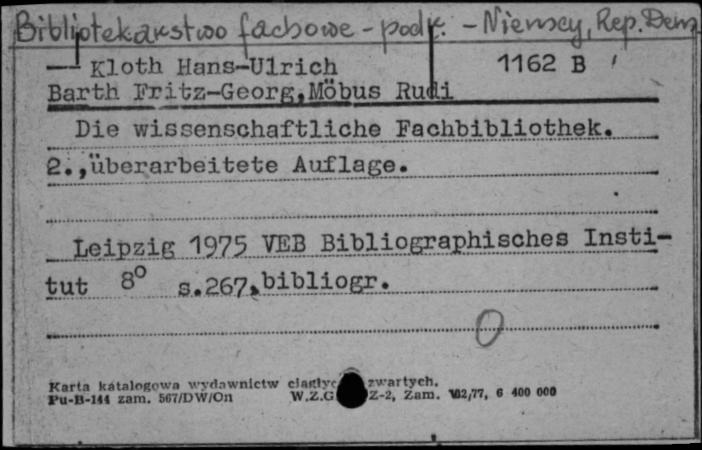 Bibliotekarstwo fachowe - podr. - Niemcy, Rep. Dem.
Kloth Hans-Ulrich 1162 B
Barth Fritz-Georg, Möbus Rudi
Die wissenschaftliche Fachbibliothek.
2., überarbeitete Auflage.
Leipzig 1975 VEB Bibliographisches Insti-
tut 8° s.267, bibliogr.
0
Karta katalogowa wydawnictw ciągłyc zwartych.
Pu-B-144 zam. 567/DW/On W.Z.G Z-2, Zam. 102/77, 6 400 000